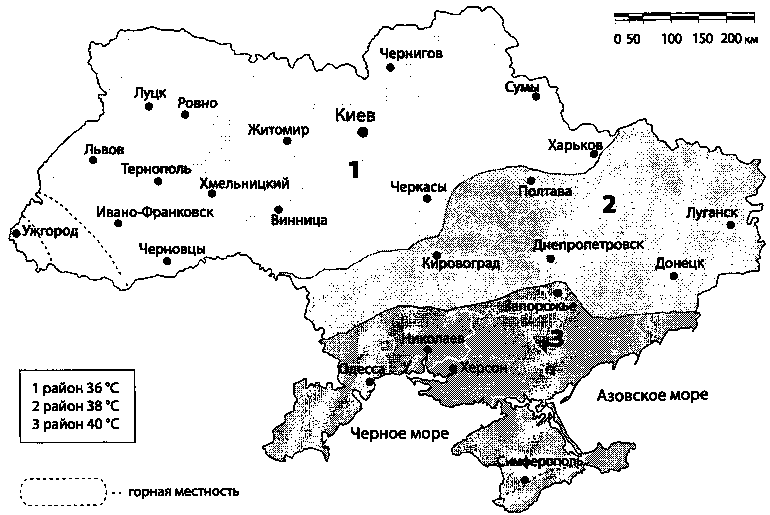 0 50 100 150 200 км
Чернигов
Сумы
Луцк
Ровно
Киев
Житомир
Харьков
Львов
1
Тернополь
Хмельницкий
Черкасы
Полтава
2
Ивано-Франковск
Винница
Луганск
Ужгород
Черновцы
Кировоград
Днепропетровск
Донецк
Запорожье
3
Николаев
Одесса
Херсон
1 район 36 °С
2 район 38 °С
3 район 40 °С
Азовское море
Черное море
Симферополь
горная местность